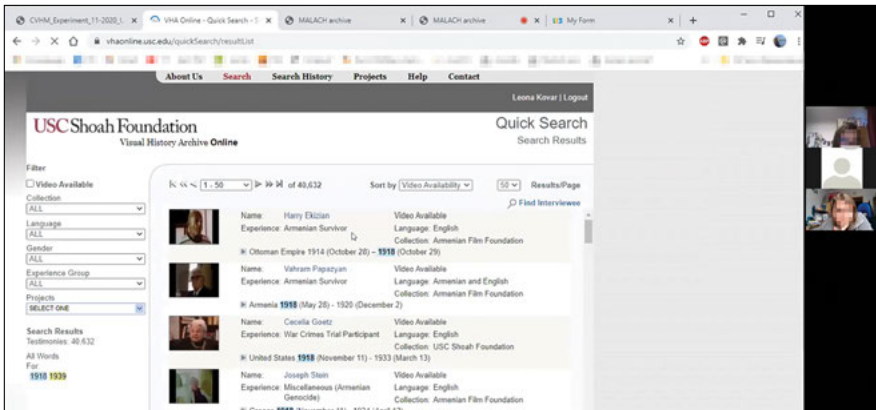 CVHM_Experiment_11-2020_
VHA Online - Quick Search - S
MALACH archive
MALACH archive
My Form
vhaonline.usc.edu/quickSearch/resultList
About Us Search Search History Projects Help Contact
Leona Kovar | Logout
USC Shoah Foundation
Visual History Archive Online
Quick Search
Search Results
Filter
Video Available
Collection
ALL
Language
ALL
Gender
ALL
Experience Group
ALL
Projects
SELECT ONE
Search Results
Testimonies: 40,632
All Words
For:
1918 1939
1 - 50 of 40,632 Sort by Video Availability 50 Results/Page
Find Interviewee
Name: Harry Ekizian Video Available
Experience: Armenian Survivor Language: English
Collection: Armenian Film Foundation
Ottoman Empire 1914 (October 28) – 1918 (October 29)
Name: Vahram Papazyan Video Available
Experience: Armenian Survivor Language: Armenian and English
Collection: Armenian Film Foundation
Armenia 1918 (May 28) - 1920 (December 2)
Name: Cecelia Goetz Video Available
Experience: War Crimes Trial Participant Language: English
Collection: USC Shoah Foundation
United States 1918 (November 11) - 1933 (March 13)
Name: Joseph Stein Video Available
Experience: Miscellaneous (Armenian Genocide) Language: English
Collection: Armenian Film Foundation